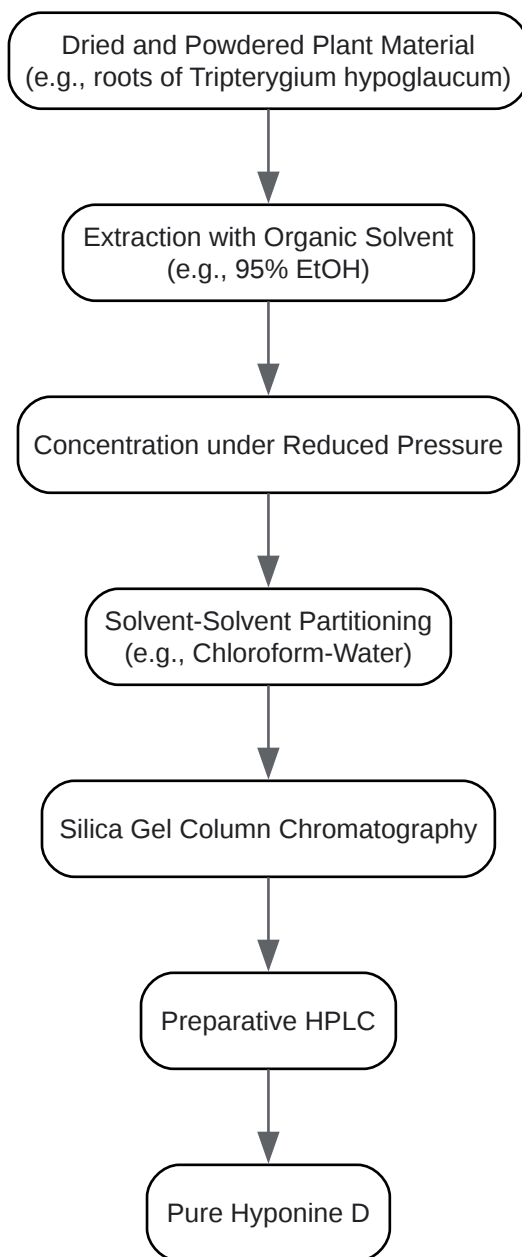 Dried and Powdered Plant Material
(e.g., roots of Tripterygium hypoglaucum)
Extraction with Organic Solvent
(e.g., 95% EtOH)
Concentration under Reduced Pressure
Solvent-Solvent Partitioning
(e.g., Chloroform-Water)
Silica Gel Column Chromatography
Preparative HPLC
Pure Hyponine D